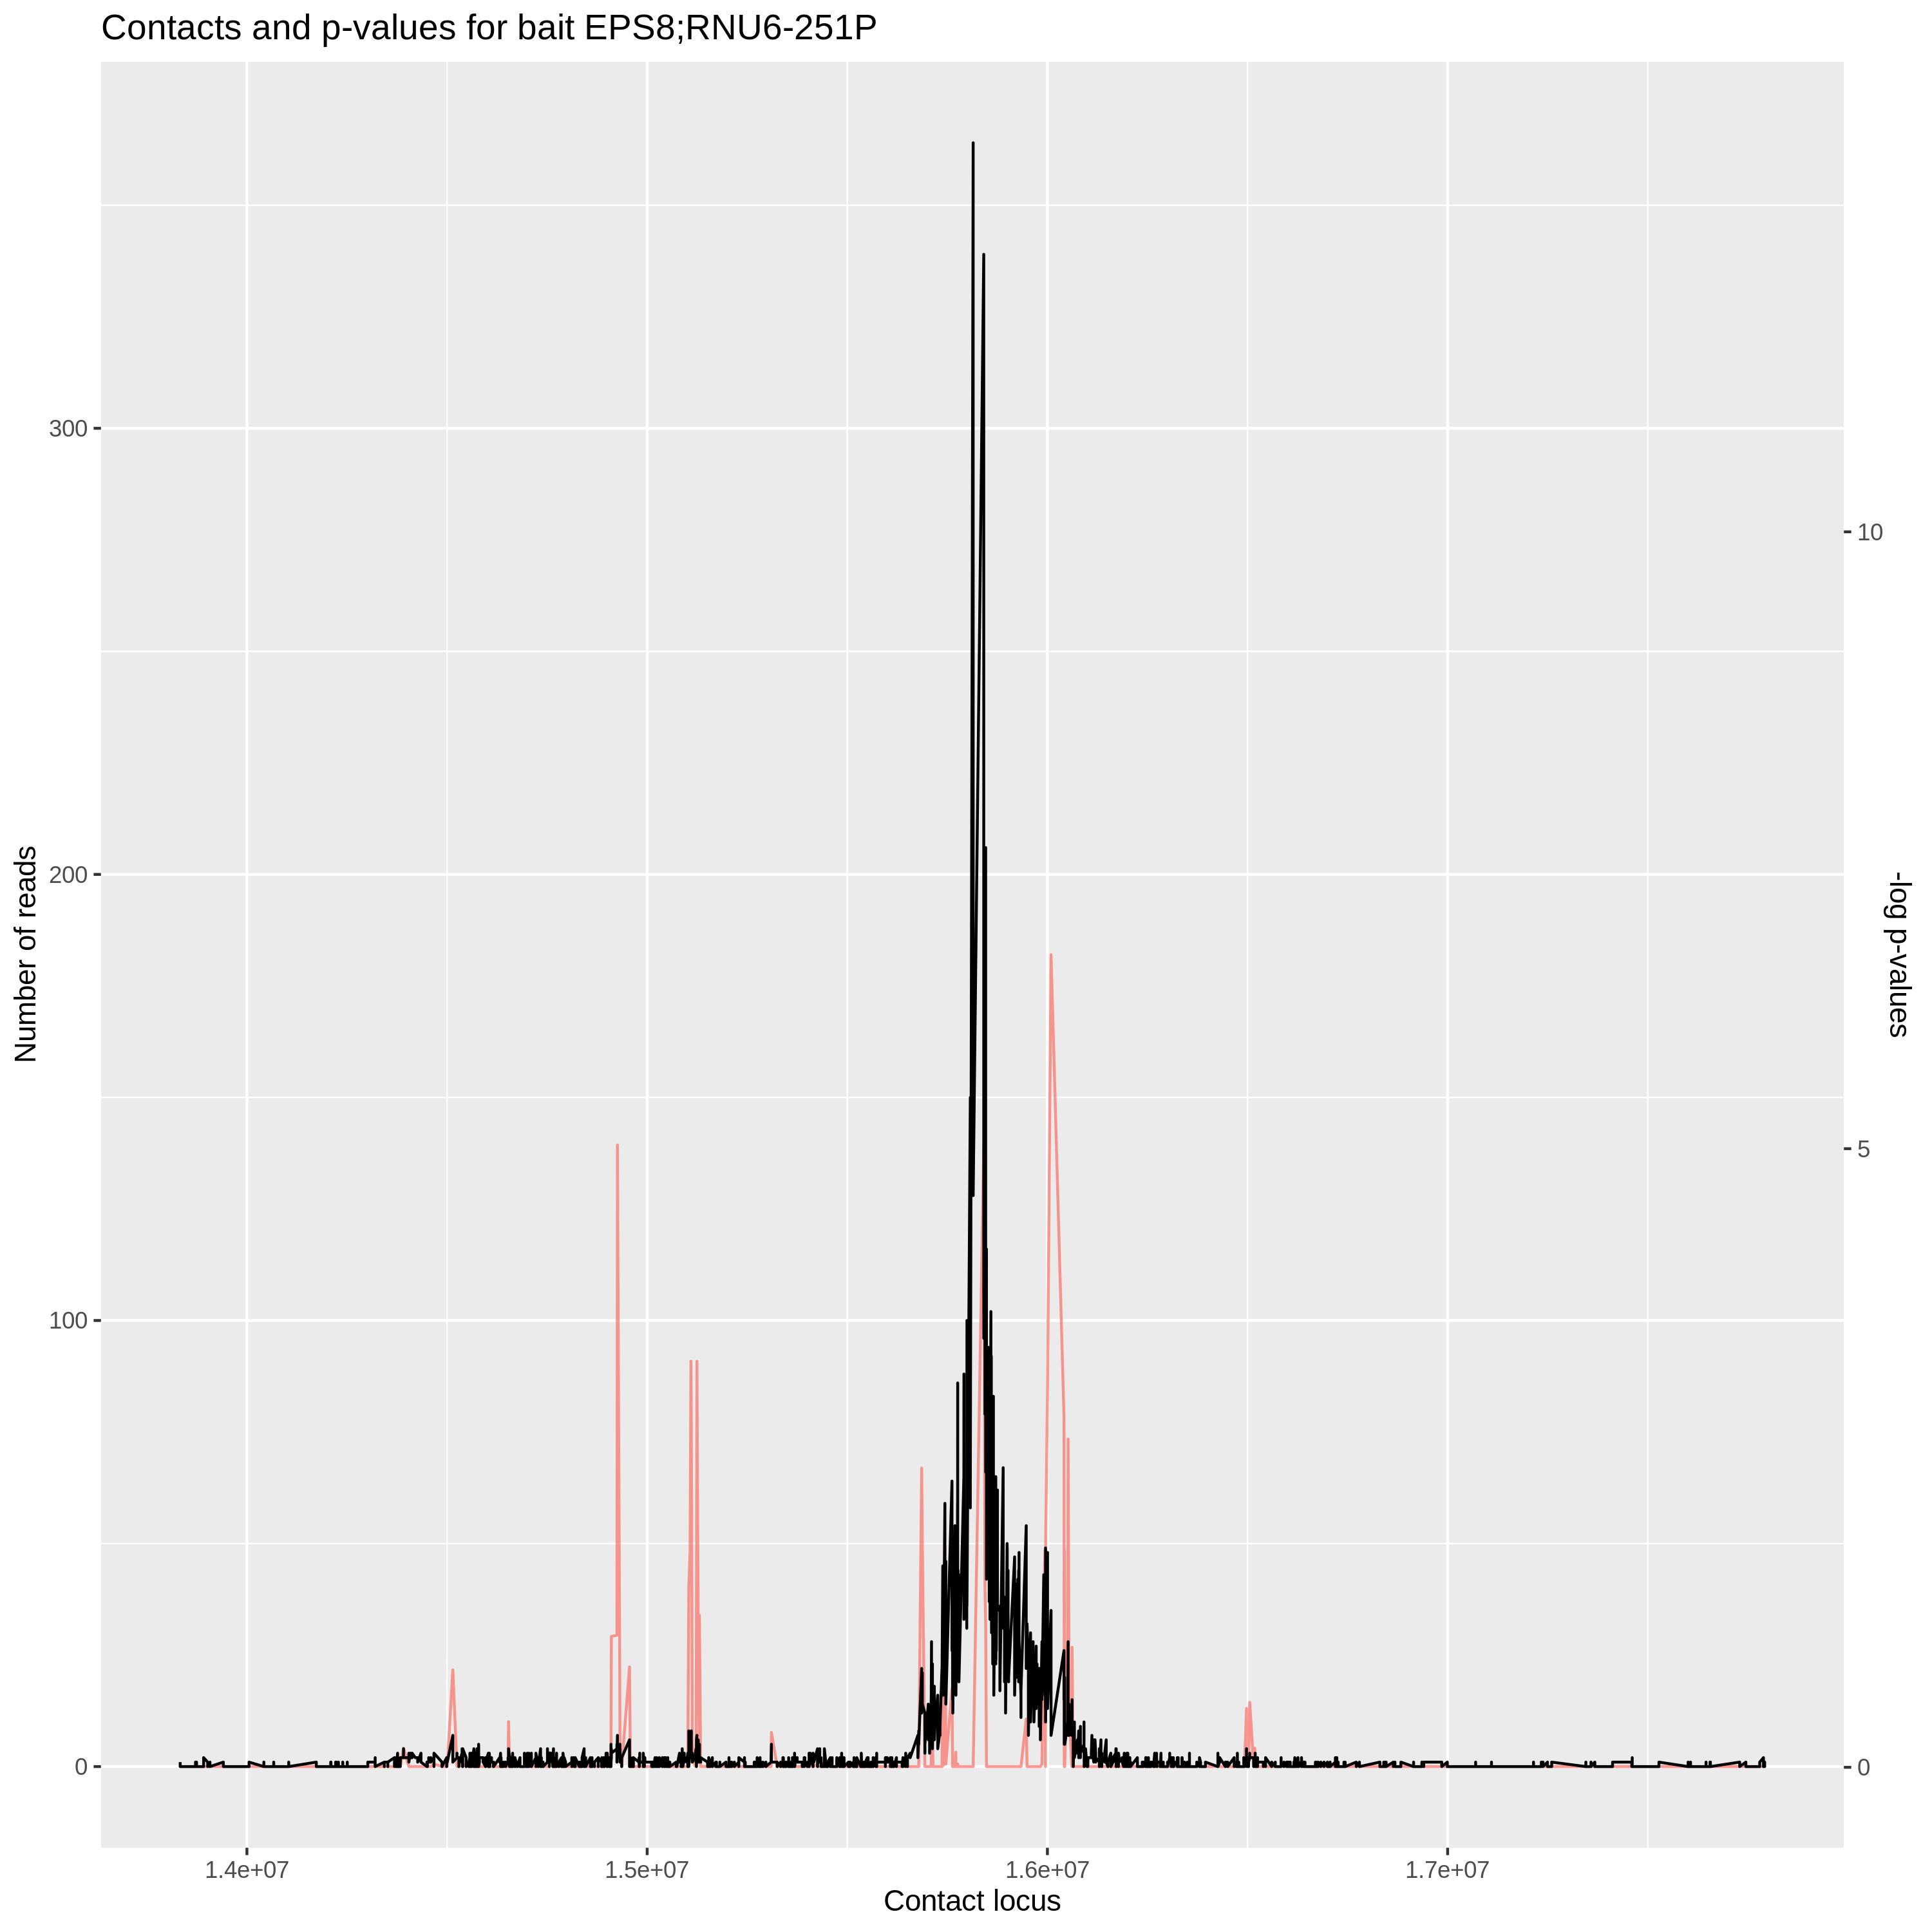 Contacts and p-values for bait EPS8;RNU6-251P
Number of reads
300
200
100
0
10
5
0
-log p-values
1.4e+07
1.5e+07
1.6e+07
1.7e+07
Contact locus